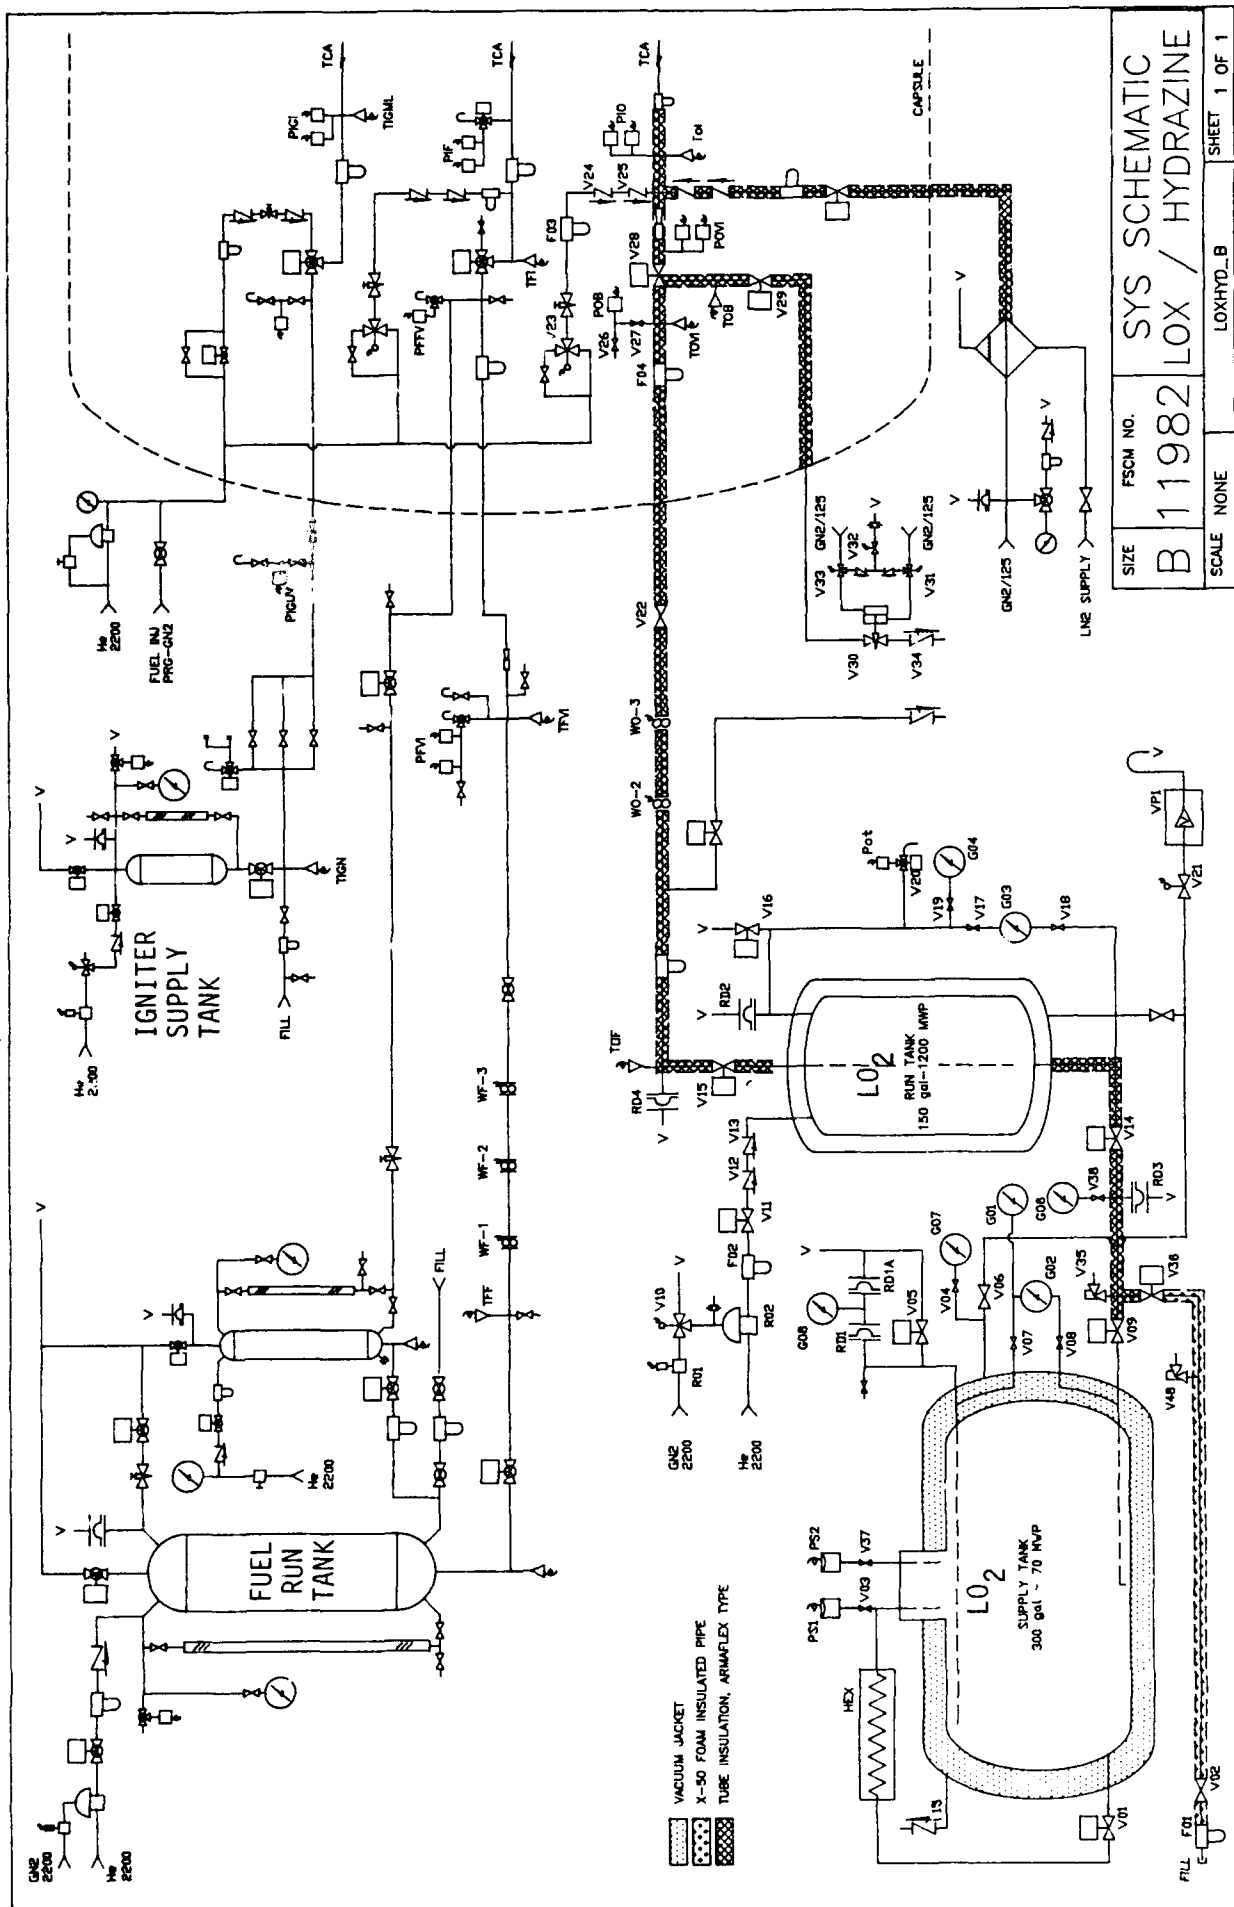 GN2
2200
He
2200
FUEL
RUN
TANK
V
V
He
2200
V
V
FILL
TFF
WF-1
WF-2
WF-3
He
IGNITER
SUPPLY
TANK
FILL
V
V
V
TIGN
He
2200
FUEL INJ
PRG-GN2
PIGUV
PFVI
TFVI
PIGI
TCA
TIGML
PIF
TCA
PFFV
TFI
F03
V23
V24
V25
PIO
TCA
TOI
V28
POVI
POB
V26
V27
TOVI
TOB
V29
F04
CAPSULE
V22
WO-3
WO-2
GN2/125
V
GN2/125
V33
V32
V31
V30
V34
V
V
V
GN2/125
LN2 SUPPLY
VACUUM JACKET
X-50 FOAM INSULATED PIPE
TUBE INSULATION, ARMAFLEX TYPE
TOF
RD4
V
V15
V
RD2
V
V16
Pot
V20
G04
V19
V17
G03
V18
VP1
V
V21
LO2
RUN TANK
150 gal-1200 MWP
V13
V12
V11
F02
V10
V
R01
R02
GN2
2200
He
2200
V
G08
RD1A
RD1
V05
G07
V04
V06
G01
G02
V07
V08
G08
V38
V14
RD3
V
V35
V36
V09
V48
PS1
PS2
V03
V37
HEX
LO2
SUPPLY TANK
300 gal - 70 MWP
V01
V02
F01
FILL
SIZE
B
FSCM NO.
11982
SYS SCHEMATIC
LOX / HYDRAZINE
SCALE NONE
LOXHYD_B
SHEET 1 OF 1